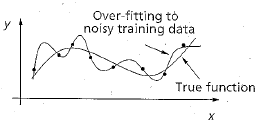 Over-fitting to
noisy training data
y
True function
x